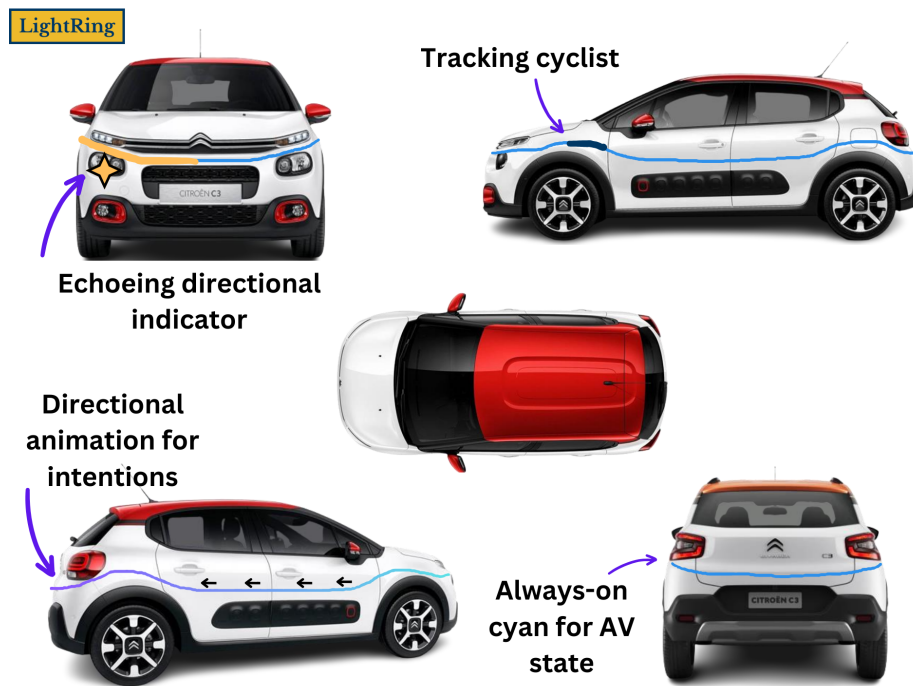 LightRing
Tracking cyclist
CITROËN C3
Echoeing directional
indicator
Directional
animation for
intentions
Always-on
cyan for AV
state
CITROËN C3